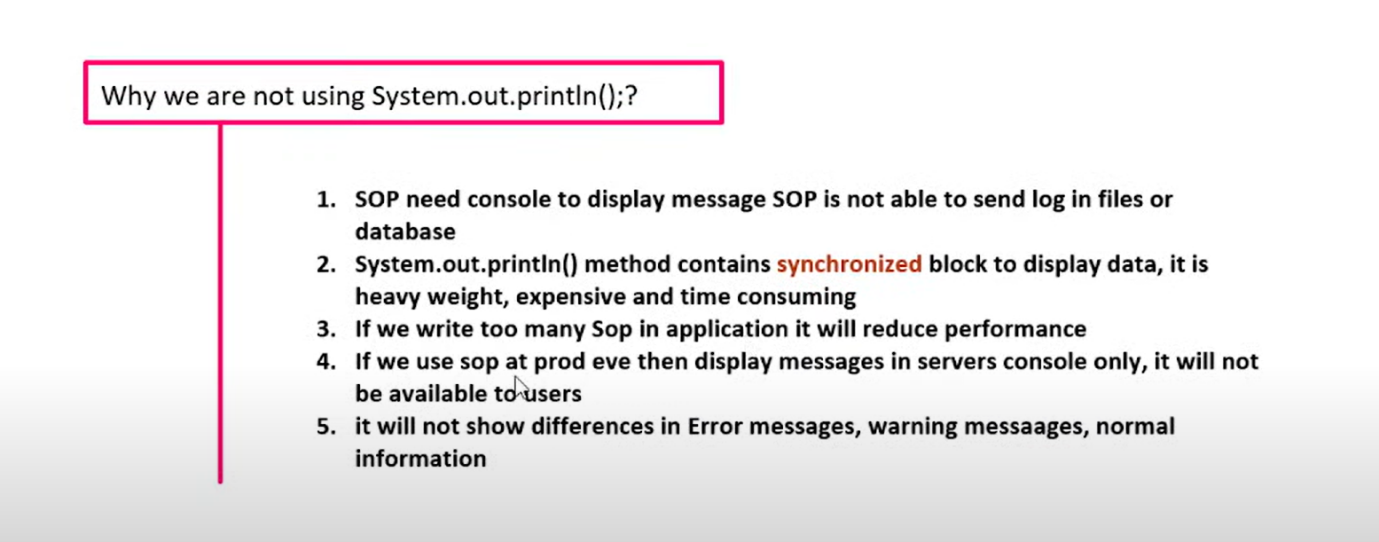 Why we are not using System.out.println();?
1. SOP need console to display message SOP is not able to send log in files or
database
2. System.out.println() method contains synchronized block to display data, it is
heavy weight, expensive and time consuming
3. If we write too many Sop in application it will reduce performance
4. If we use sop at prod eve then display messages in servers console only, it will not
be available to users
5. it will not show differences in Error messages, warning messaages, normal
information